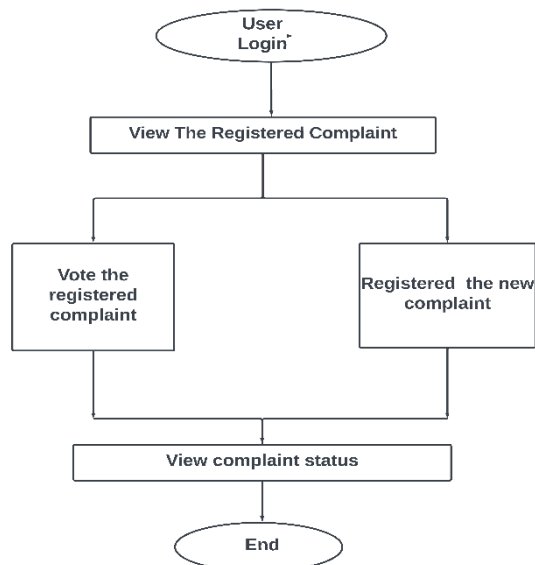 User
Login
View The Registered Complaint
Vote the
registered
complaint
Registered the new
complaint
View complaint status
End